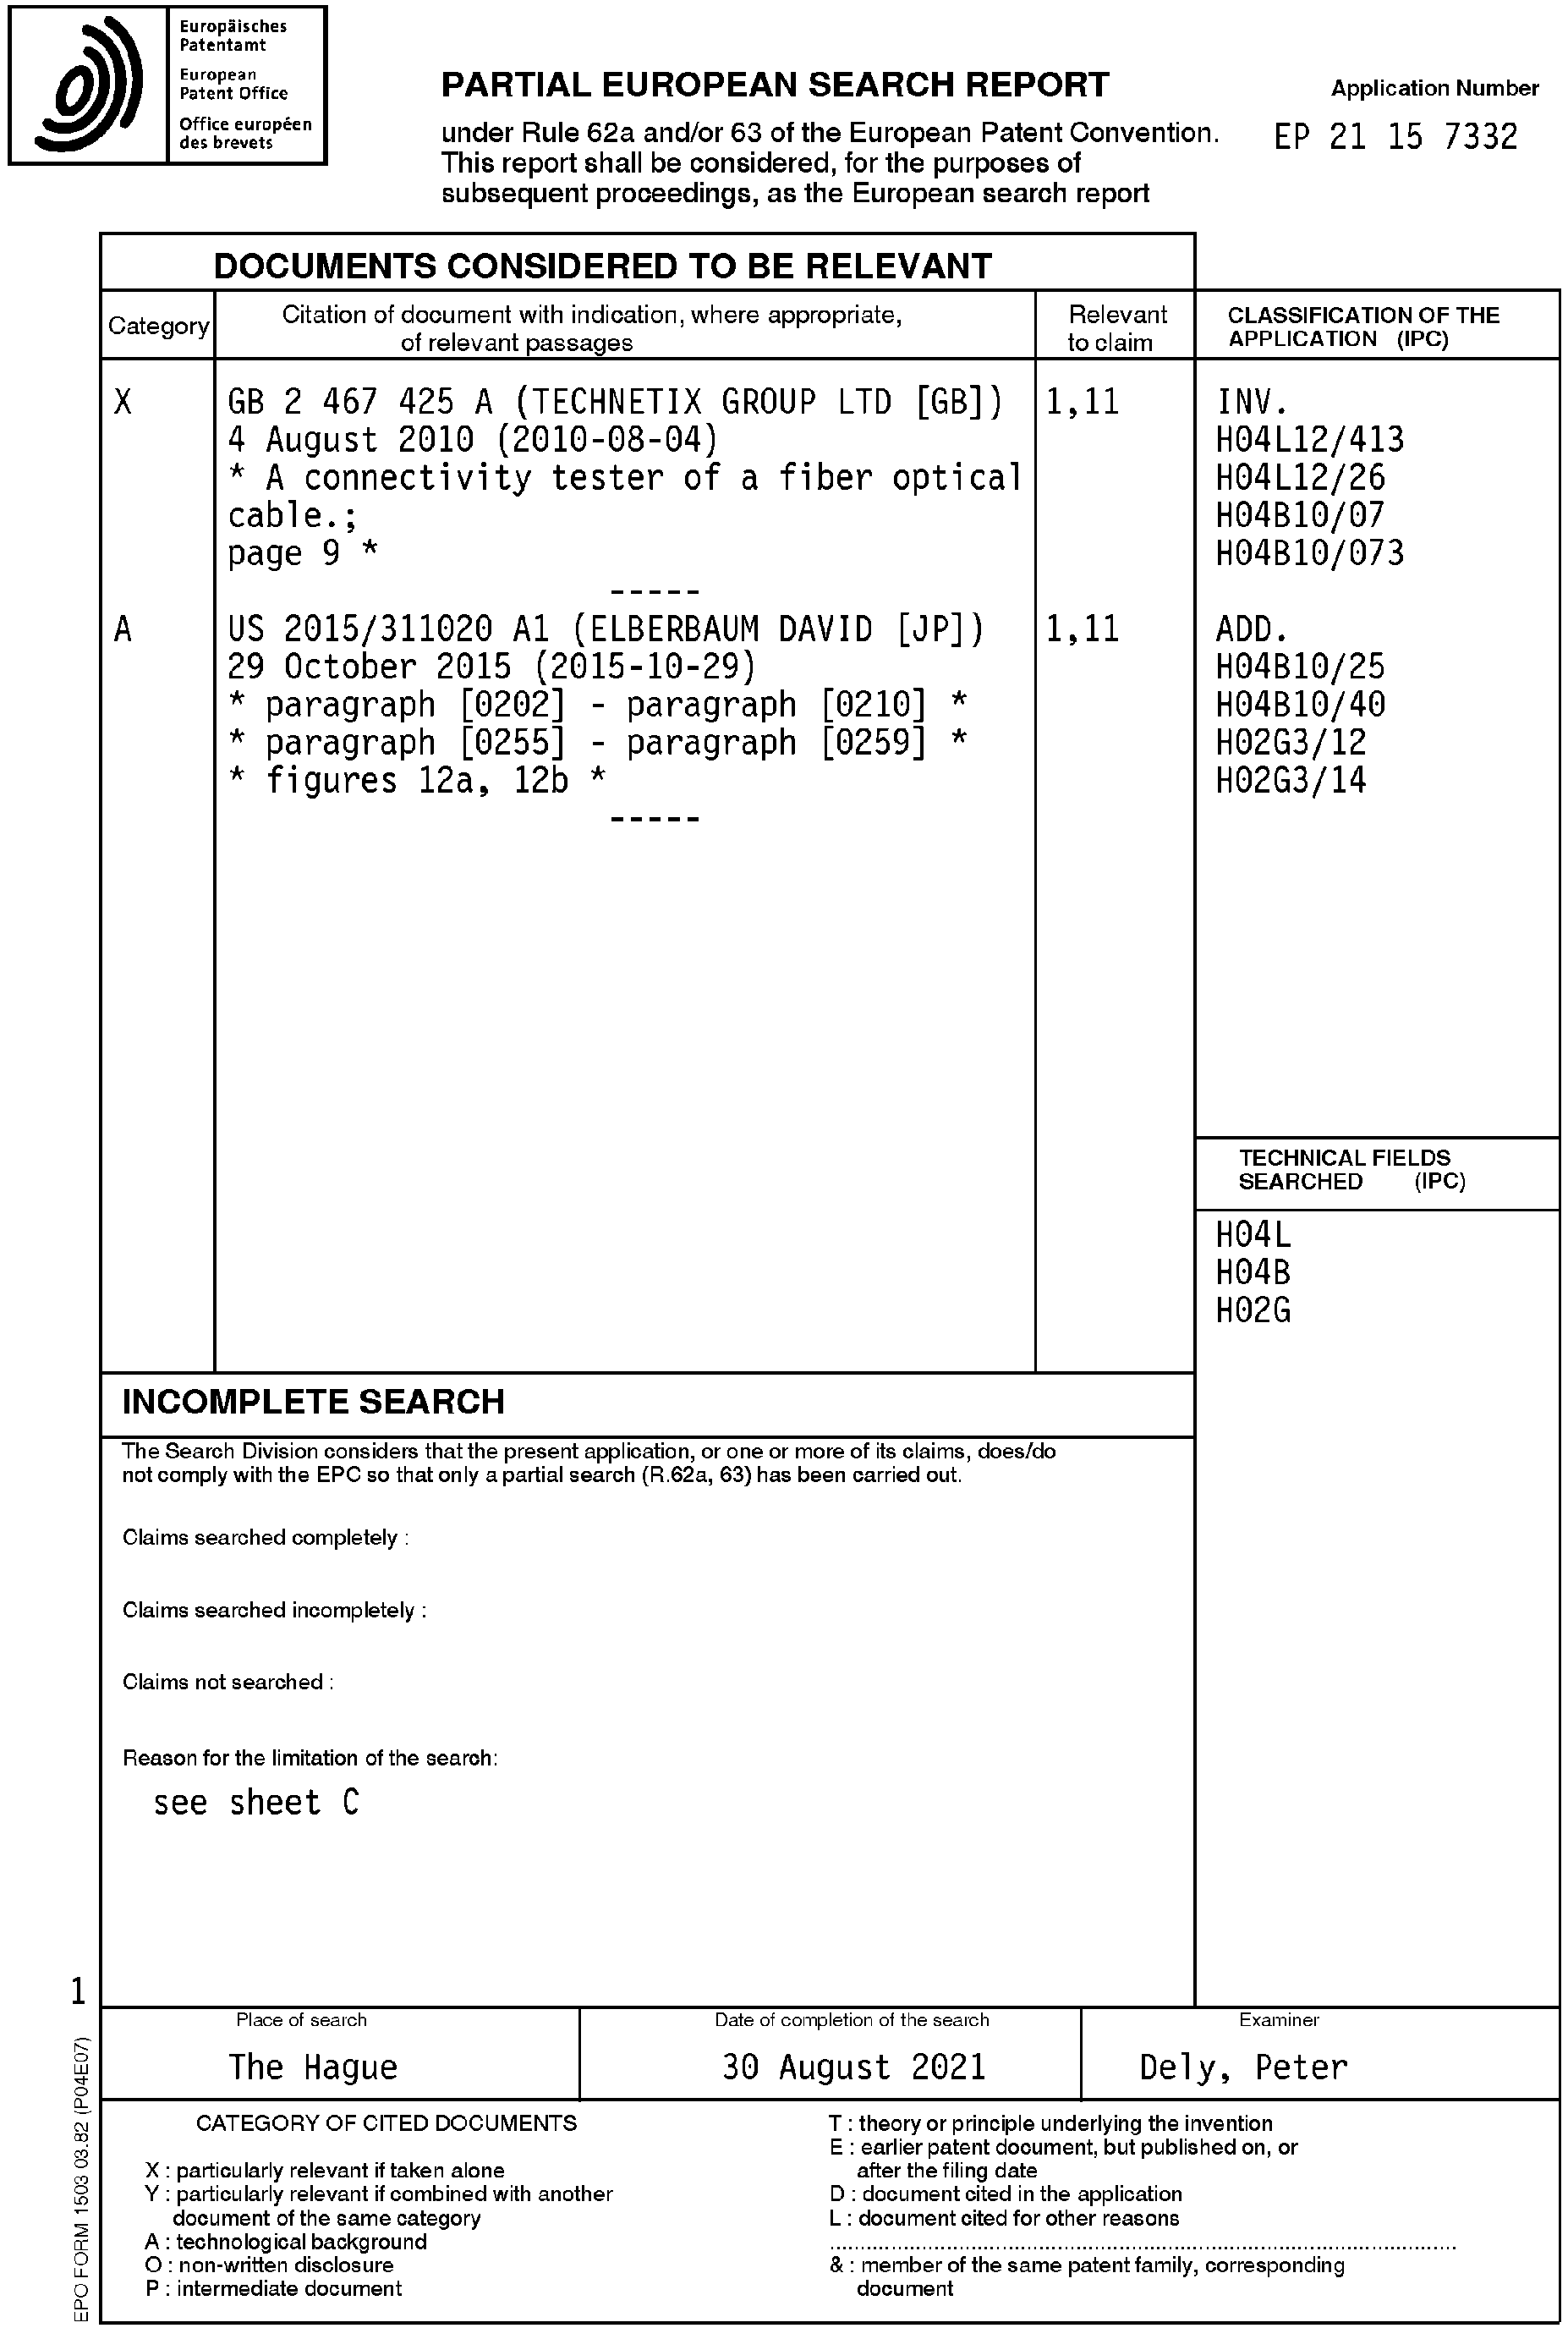 Europäisches
Patentamt
European
Patent Office
Office européen
des brevets
PARTIAL EUROPEAN SEARCH REPORT
under Rule 62a and/or 63 of the European Patent Convention.
This report shall be considered, for the purposes of
subsequent proceedings, as the European search report
Application Number
EP 21 15 7332
DOCUMENTS CONSIDERED TO BE RELEVANT
Category
Citation of document with indication, where appropriate,
of relevant passages
Relevant
to claim
CLASSIFICATION OF THE
APPLICATION (IPC)
X
GB 2 467 425 A (TECHNETIX GROUP LTD [GB])
4 August 2010 (2010-08-04)
* A connectivity tester of a fiber optical
cable.;
page 9 *
-----
1,11
A
US 2015/311020 A1 (ELBERBAUM DAVID [JP])
29 October 2015 (2015-10-29)
* paragraph [0202] - paragraph [0210] *
* paragraph [0255] - paragraph [0259] *
* figures 12a, 12b *
-----
1,11
INV.
H04L12/413
H04L12/26
H04B10/07
H04B10/073
ADD.
H04B10/25
H04B10/40
H02G3/12
H02G3/14
TECHNICAL FIELDS
SEARCHED (IPC)
H04L
H04B
H02G
INCOMPLETE SEARCH
The Search Division considers that the present application, or one or more of its claims, does/do
not comply with the EPC so that only a partial search (R.62a, 63) has been carried out.
Claims searched completely :
Claims searched incompletely :
Claims not searched :
Reason for the limitation of the search:
see sheet C
1
Place of search
The Hague
Date of completion of the search
30 August 2021
Examiner
Dely, Peter
CATEGORY OF CITED DOCUMENTS
X : particularly relevant if taken alone
Y : particularly relevant if combined with another
document of the same category
A : technological background
O : non-written disclosure
P : intermediate document
T : theory or principle underlying the invention
E : earlier patent document, but published on, or
after the filing date
D : document cited in the application
L : document cited for other reasons
& : member of the same patent family, corresponding
document
EPO FORM 1503 03.82 (P04E07)